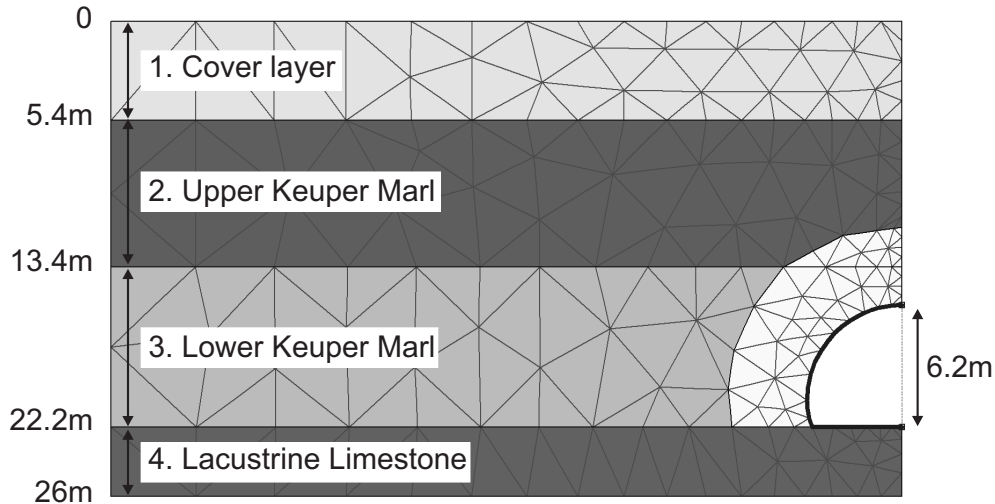 0
1. Cover layer
5.4m
2. Upper Keuper Marl
13.4m
3. Lower Keuper Marl
6.2m
22.2m
4. Lacustrine Limestone
26m